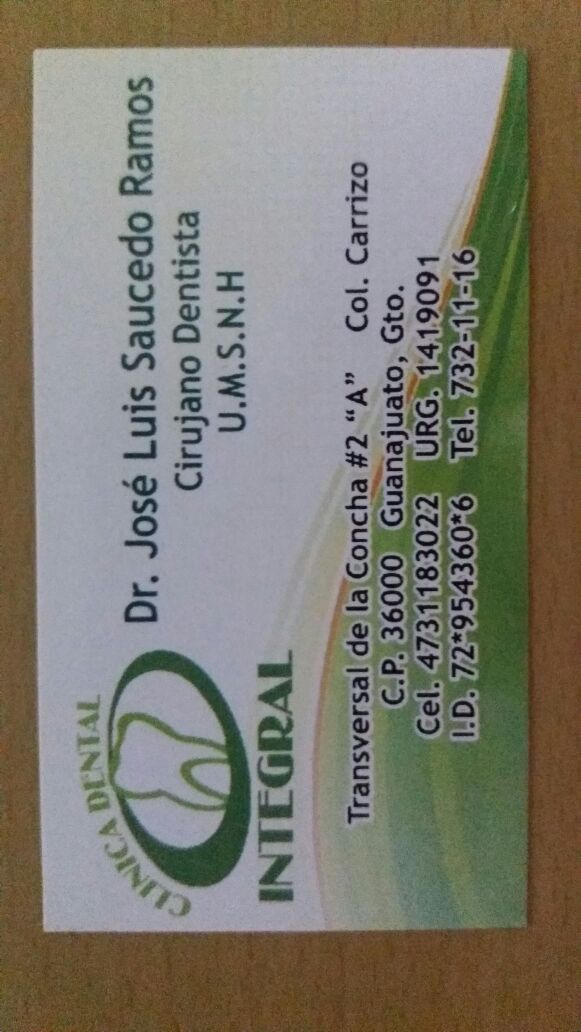 CLINICA DENTAL
INTEGRAL
Dr. José Luis Saucedo Ramos
Cirujano Dentista
U.M.S.N.H
Transversal de la Concha #2 “A” Col. Carrizo
C.P. 36000 Guanajuato, Gto.
Cel. 4731183022 URG. 1419091
I.D. 72*954360*6 Tel. 732-11-16